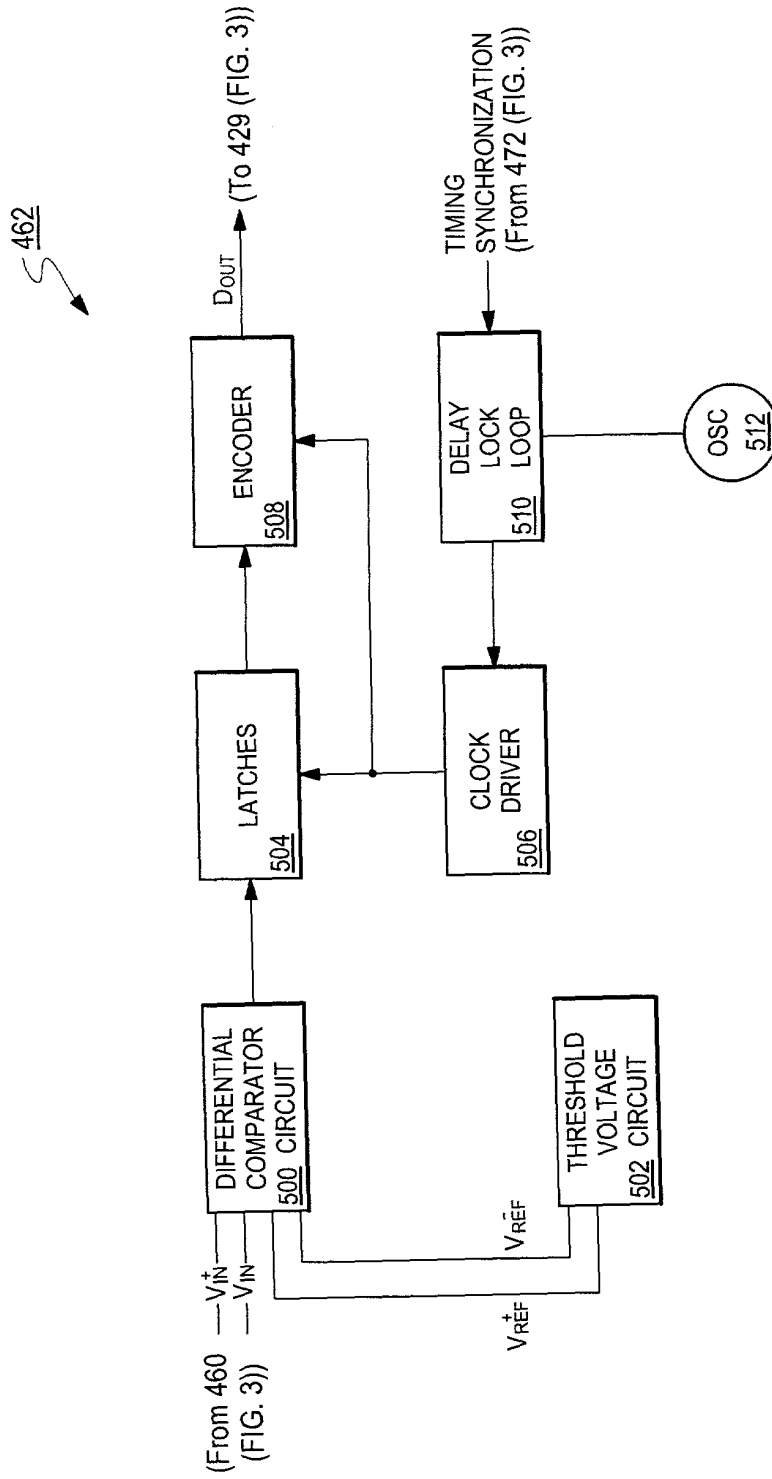 462
(From 460
(FIG. 3))
V⁺IN
V⁻IN
DIFFERENTIAL
COMPARATOR
500 CIRCUIT
LATCHES
504
ENCODER
508
DOUT
(To 429 (FIG. 3))
V⁺REF
V⁻REF
THRESHOLD
VOLTAGE
502 CIRCUIT
CLOCK
DRIVER
506
DELAY
LOCK
LOOP
510
TIMING
SYNCHRONIZATION
(From 472 (FIG. 3))
OSC
512